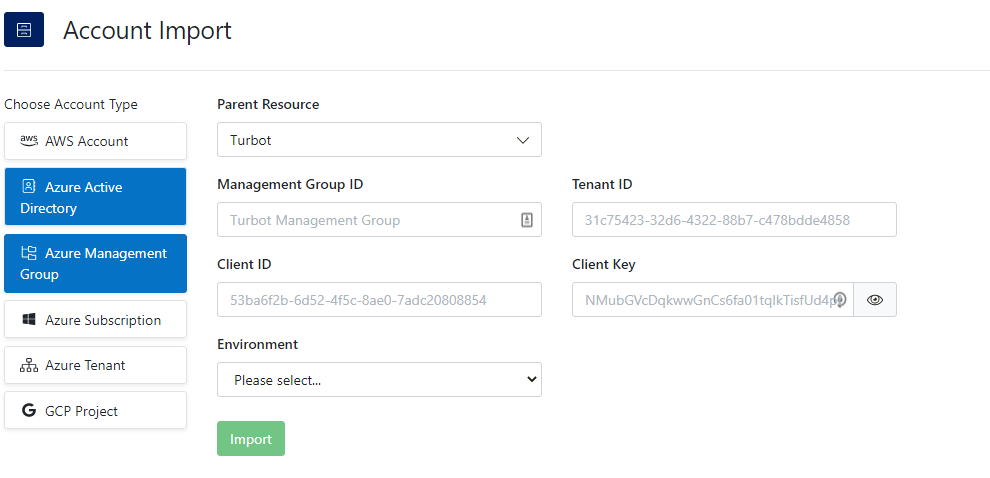 Account Import
Choose Account Type
aws AWS Account
Azure Active
Directory
Azure Management
Group
Azure Subscription
Azure Tenant
G GCP Project
Parent Resource
Turbot
Management Group ID
Turbot Management Group
Tenant ID
31c75423-32d6-4322-88b7-c478bdde4858
Client ID
53ba6f2b-6d52-4f5c-8ae0-7adc20808854
Client Key
Environment
Please select...
Import